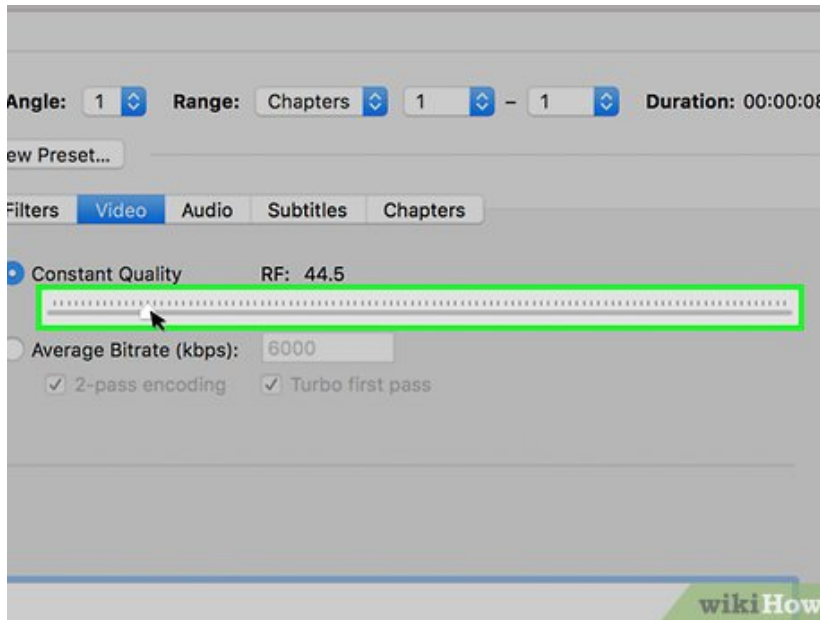 Angle: 1 Range: Chapters 1 – 1 Duration: 00:00:08
ew Preset...
Filters Video Audio Subtitles Chapters
Constant Quality RF: 44.5
Average Bitrate (kbps): 6000
2-pass encoding Turbo first pass
wikiHow